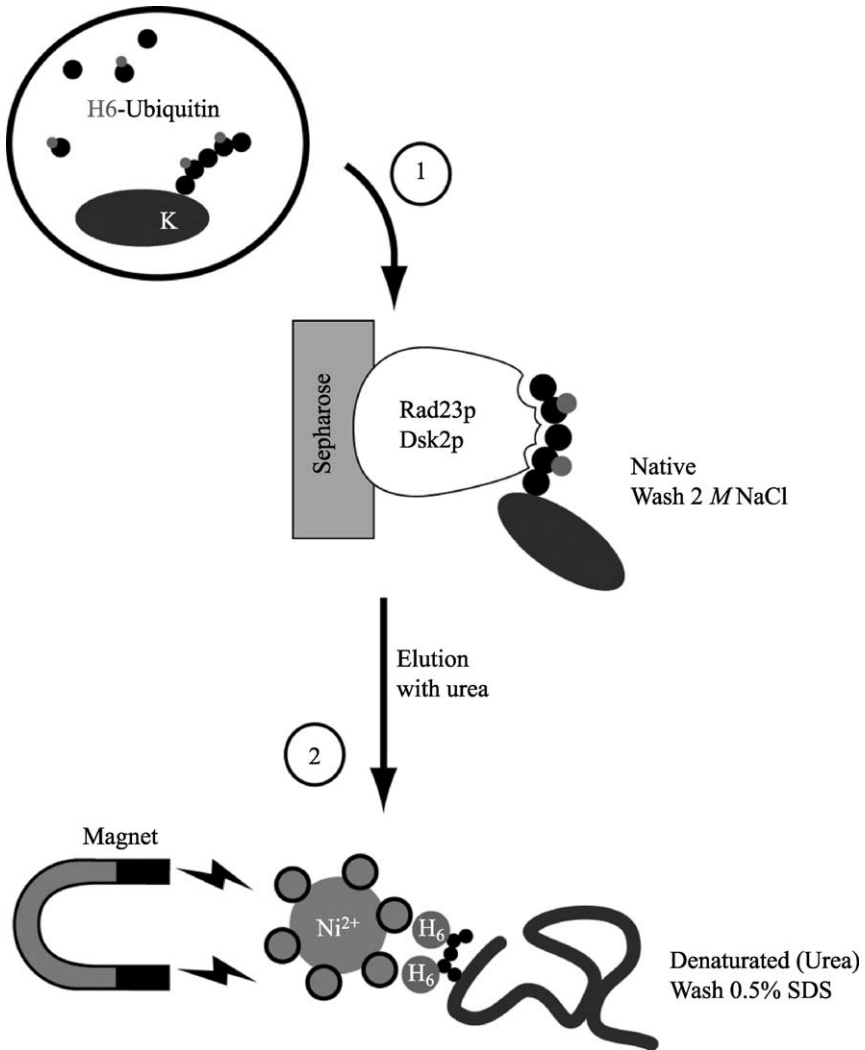 H6-Ubiquitin
K
1
Sepharose
Rad23p
Dsk2p
Native
Wash 2 M NaCl
Elution
with urea
2
Magnet
Ni²⁺
H₆
H₆
Denaturated (Urea)
Wash 0.5% SDS